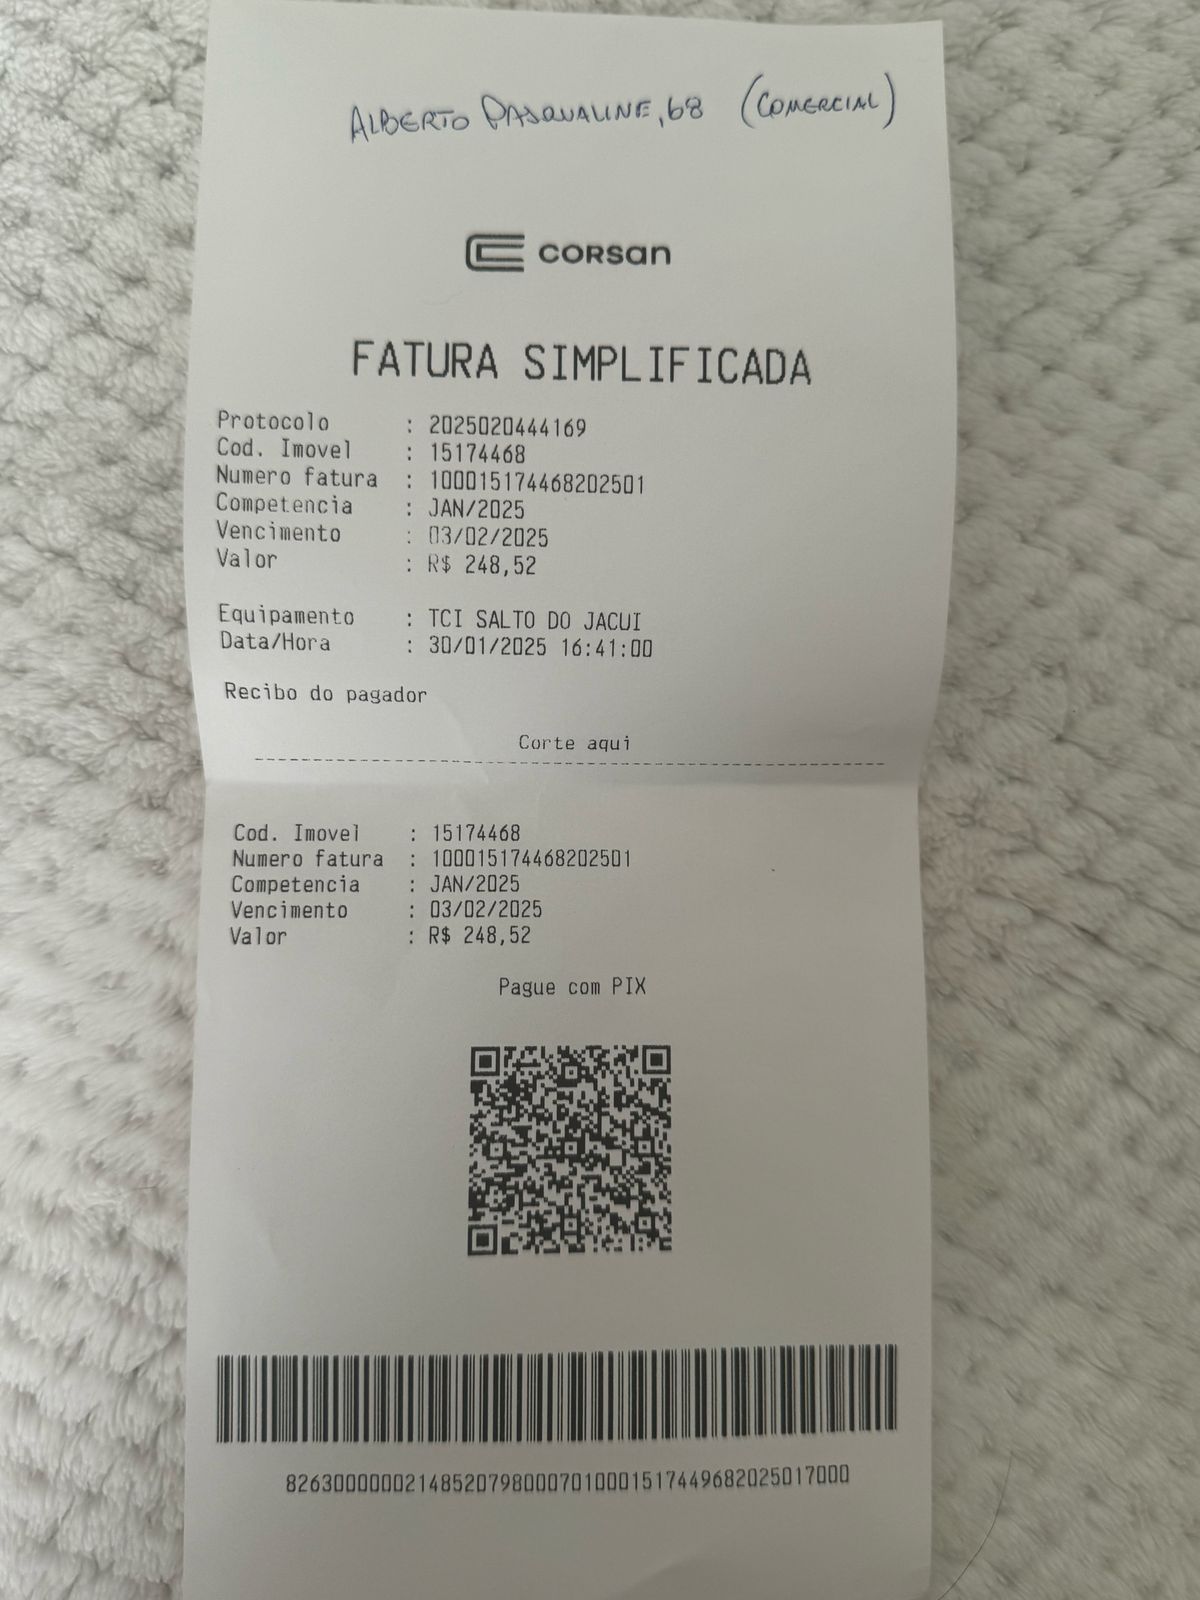 ALBERTO PASQUALINE, 68 (COMERCIAL)
CORSAN
FATURA SIMPLIFICADA
Protocolo : 2025020444169
Cod. Imovel : 15174468
Numero fatura : 100015174468202501
Competencia : JAN/2025
Vencimento : 03/02/2025
Valor : R$ 248,52
Equipamento : TCI SALTO DO JACUI
Data/Hora : 30/01/2025 16:41:00
Recibo do pagador
Corte aqui
Cod. Imovel : 15174468
Numero fatura : 100015174468202501
Competencia : JAN/2025
Vencimento : 03/02/2025
Valor : R$ 248,52
Pague com PIX
826300000021485207980007010001517449682025017000